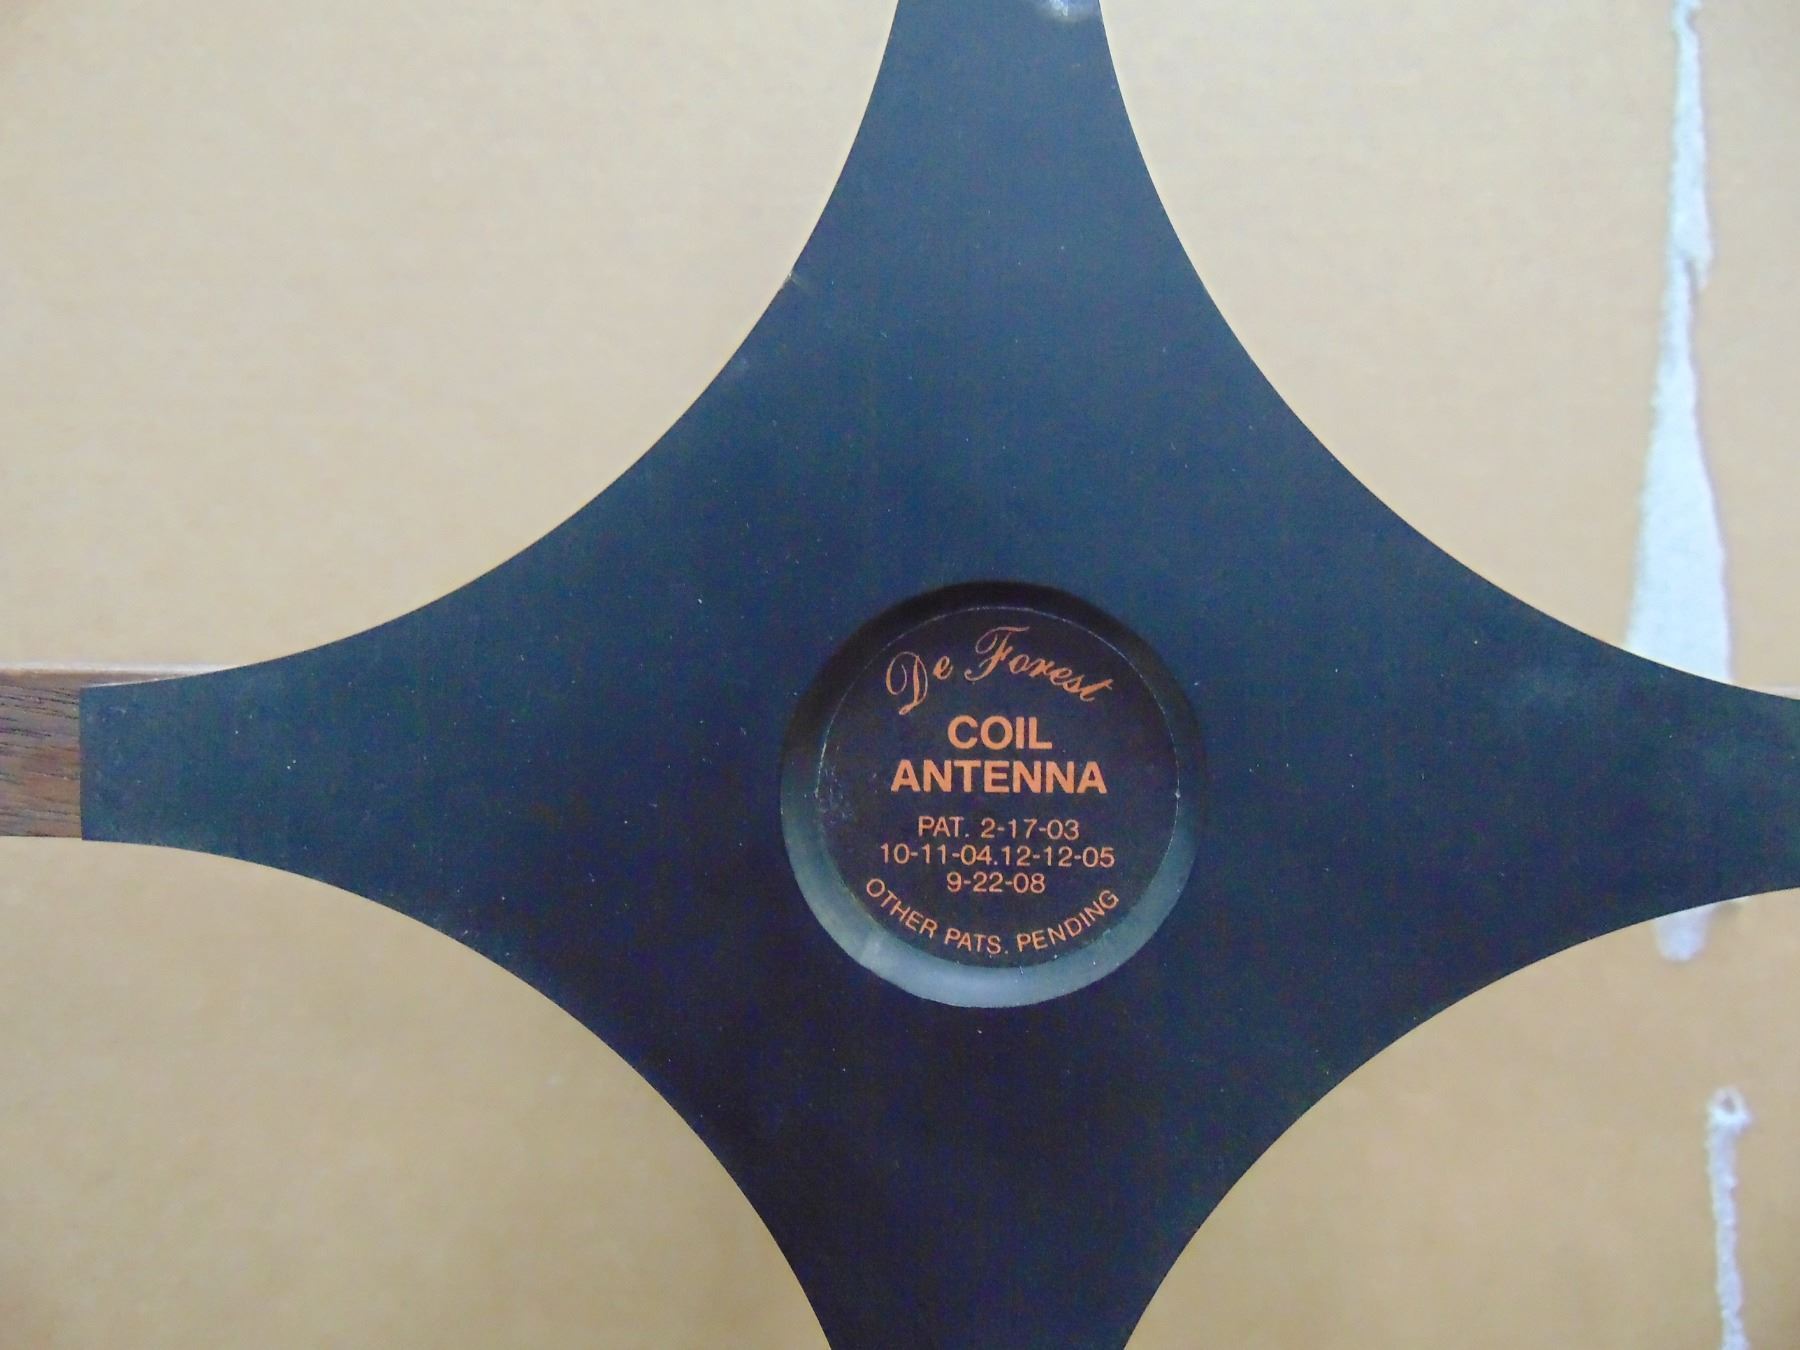 De Forest
COIL
ANTENNA
PAT. 2-17-03
10-11-04.12-12-05
9-22-08
OTHER PATS. PENDING